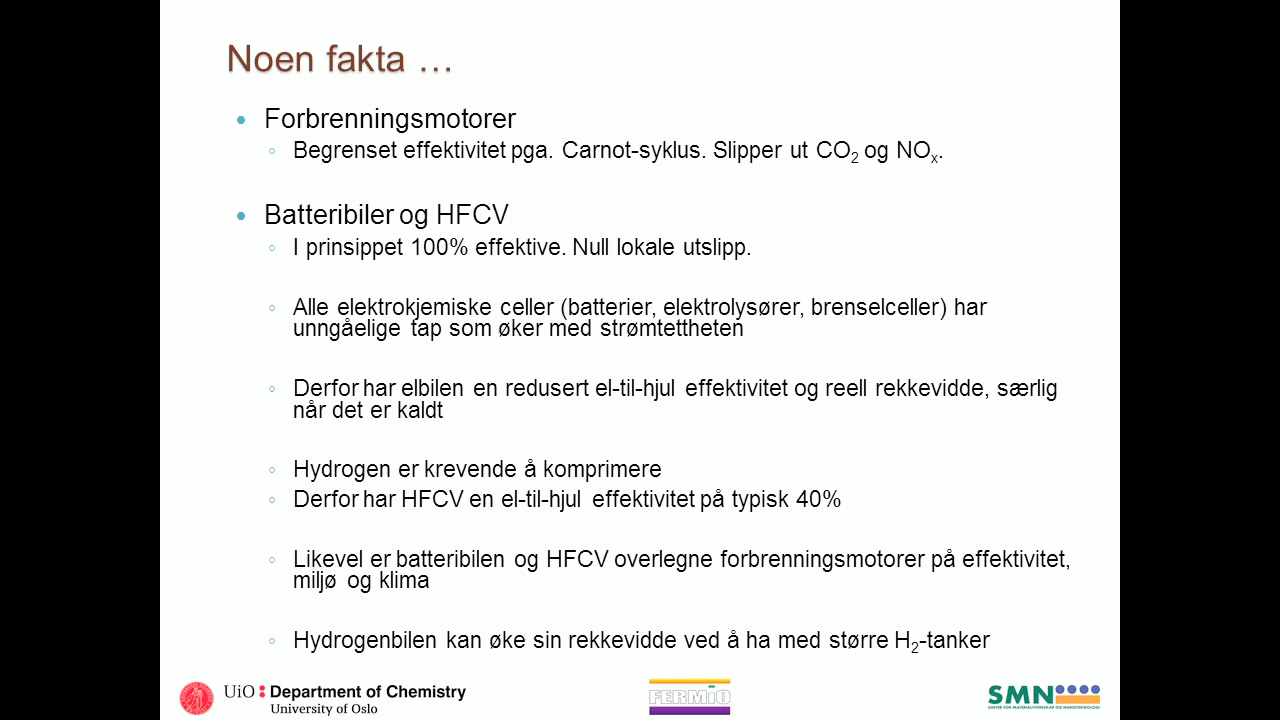 Noen fakta …
Forbrenningsmotorer
Begrenset effektivitet pga. Carnot-syklus. Slipper ut CO2 og NOx.
Batteribiler og HFCV
I prinsippet 100% effektive. Null lokale utslipp.
Alle elektrokjemiske celler (batterier, elektrolysører, brenselceller) har
unngåelige tap som øker med strømtettheten
Derfor har elbilen en redusert el-til-hjul effektivitet og reell rekkevidde, særlig
når det er kaldt
Hydrogen er krevende å komprimere
Derfor har HFCV en el-til-hjul effektivitet på typisk 40%
Likevel er batteribilen og HFCV overlegne forbrenningsmotorer på effektivitet,
miljø og klima
Hydrogenbilen kan øke sin rekkevidde ved å ha med større H2-tanker
UiO Department of Chemistry
University of Oslo
FERMiO
SMN
SENTER FOR MATERIALVITENSKAP OG NANOTEKNOLOGI